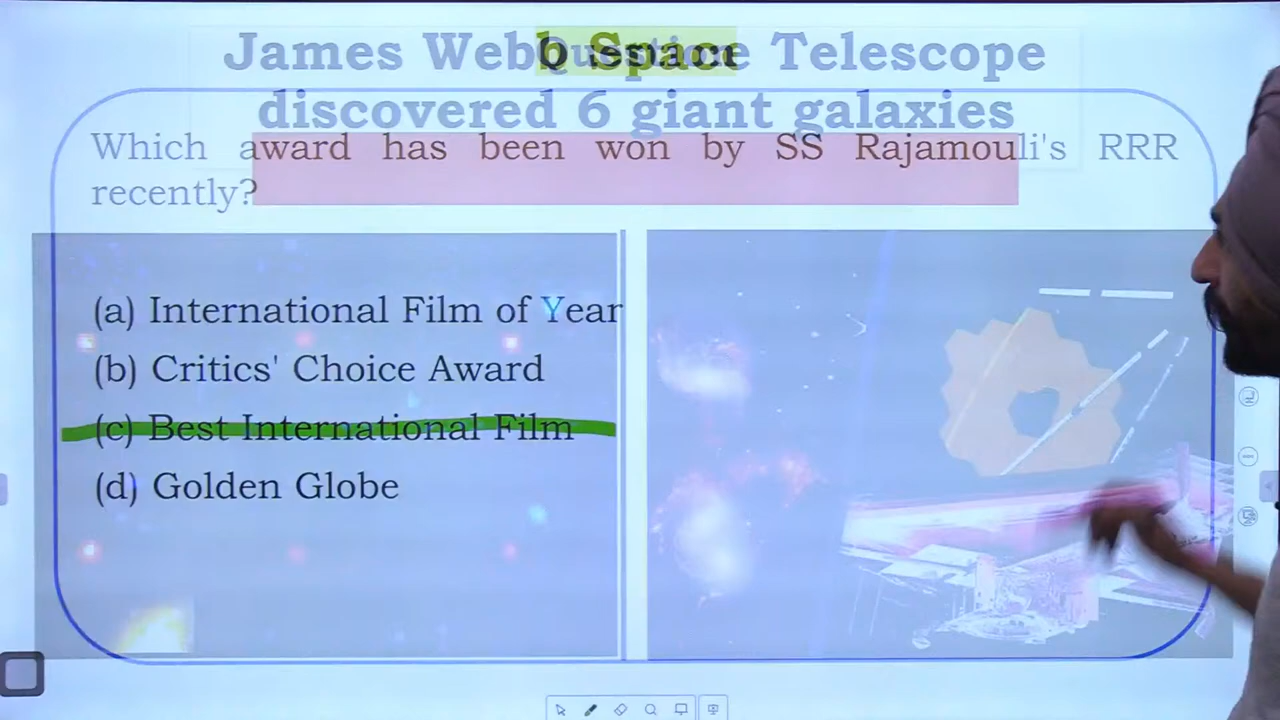 James Webb Space Telescope
Question
discovered 6 giant galaxies
Which award has been won by SS Rajamouli's RRR
recently?
(a) International Film of Year
(b) Critics' Choice Award
(c) Best International Film
(d) Golden Globe